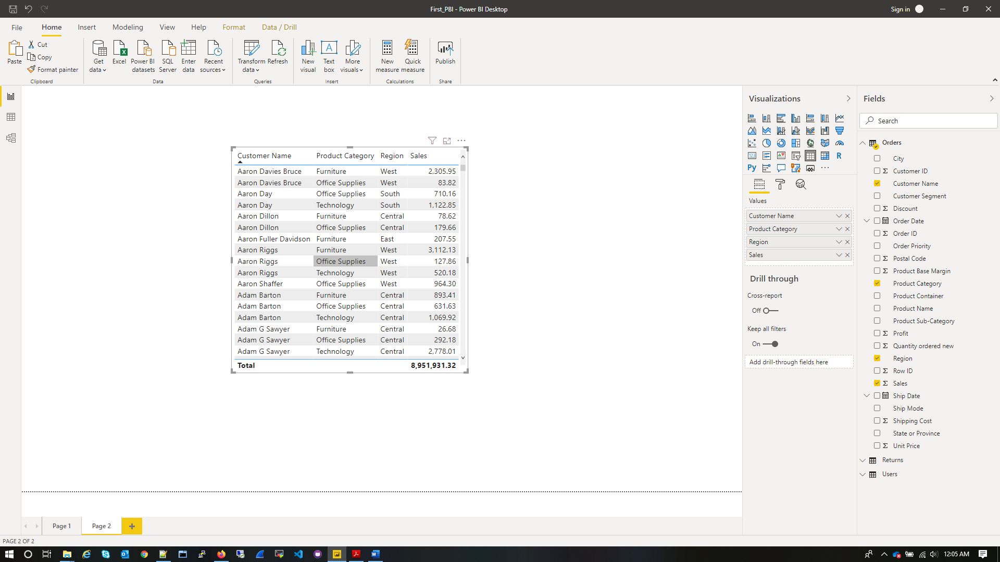 First_PBI - Power BI Desktop
Sign in
File Home Insert Modeling View Help Format Data / Drill
Paste
Cut
Copy
Format painter
Clipboard
Get data
Excel
Power BI datasets
SQL Server
Enter data
Recent sources
Data
Transform data
Refresh
Queries
New visual
Text box
More visuals
Insert
New measure
Quick measure
Calculations
Publish
Share
Customer Name Product Category Region Sales
Aaron Davies Bruce Furniture West 2,305.95
Aaron Davies Bruce Office Supplies West 83.82
Aaron Day Office Supplies South 710.16
Aaron Day Technology South 1,122.85
Aaron Dillon Furniture Central 78.62
Aaron Dillon Office Supplies Central 179.66
Aaron Fuller Davidson Furniture East 207.55
Aaron Riggs Furniture West 3,112.13
Aaron Riggs Office Supplies West 127.86
Aaron Riggs Technology West 520.18
Aaron Shaffer Office Supplies West 964.30
Adam Barton Furniture Central 893.41
Adam Barton Office Supplies Central 631.63
Adam Barton Technology Central 1,069.92
Adam G Sawyer Furniture Central 26.68
Adam G Sawyer Office Supplies Central 292.18
Adam G Sawyer Technology Central 2,778.01
Total 8,951,931.32
Visualizations
123
R
Py
Values
Customer Name
Product Category
Region
Sales
Drill through
Cross-report
Off
Keep all filters
On
Add drill-through fields here
Fields
Search
Orders
City
Customer ID
Customer Name
Customer Segment
Discount
Order Date
Order ID
Order Priority
Postal Code
Product Base Margin
Product Category
Product Container
Product Name
Product Sub-Category
Profit
Quantity ordered new
Region
Row ID
Sales
Ship Date
Ship Mode
Shipping Cost
State or Province
Unit Price
Returns
Users
Page 1
Page 2
PAGE 2 OF 2
12:05 AM